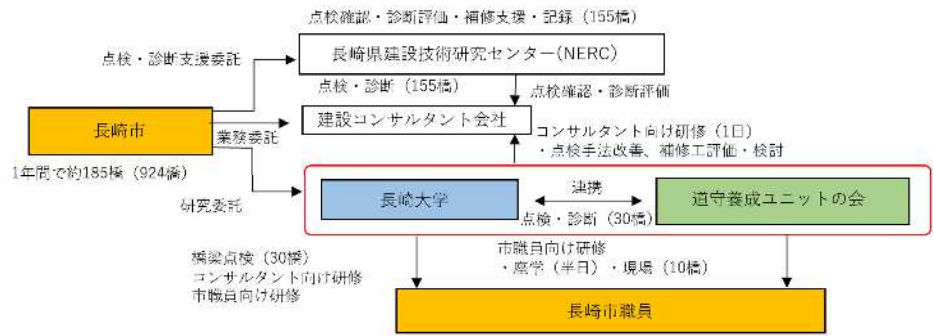 点検確認・診断評価・補修支援・記録（155橋）
長崎県建設技術研究センター(NERC)
点検・診断支援委託
点検・診断（155橋）
点検確認・診断評価
長崎市
建設コンサルタント会社
業務委託
コンサルタント向け研修（1日）
・点検手法改善、補修工評価・検討
1年間で約185橋（924橋）
研究委託
長崎大学
連携
道守養成ユニットの会
点検・診断（30橋）
橋梁点検（30橋）
コンサルタント向け研修
市職員向け研修
市職員向け研修
・座学（半日）・現場（10橋）
長崎市職員